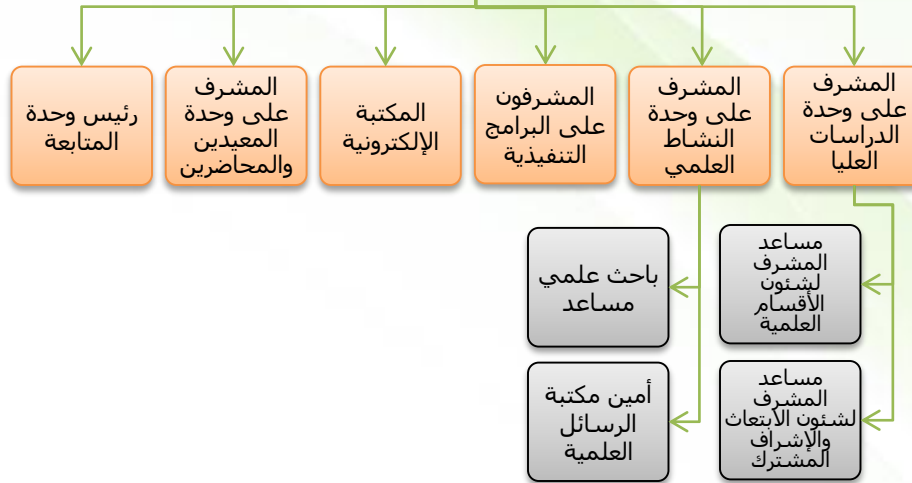 المشرف
على وحدة
الدراسات
العليا
المشرف
على وحدة
النشاط
العلمي
المشرفون
على البرامج
التنفيذية
المكتبة
الإلكترونية
المشرف
على وحدة
المعيدين
والمحاضرين
رئيس وحدة
المتابعة
مساعد
المشرف
لشئون
الأقسام
العلمية
باحث علمي
مساعد
مساعد
المشرف
لشئون الابتعاث
والإشراف
المشترك
أمين مكتبة
الرسائل
العلمية